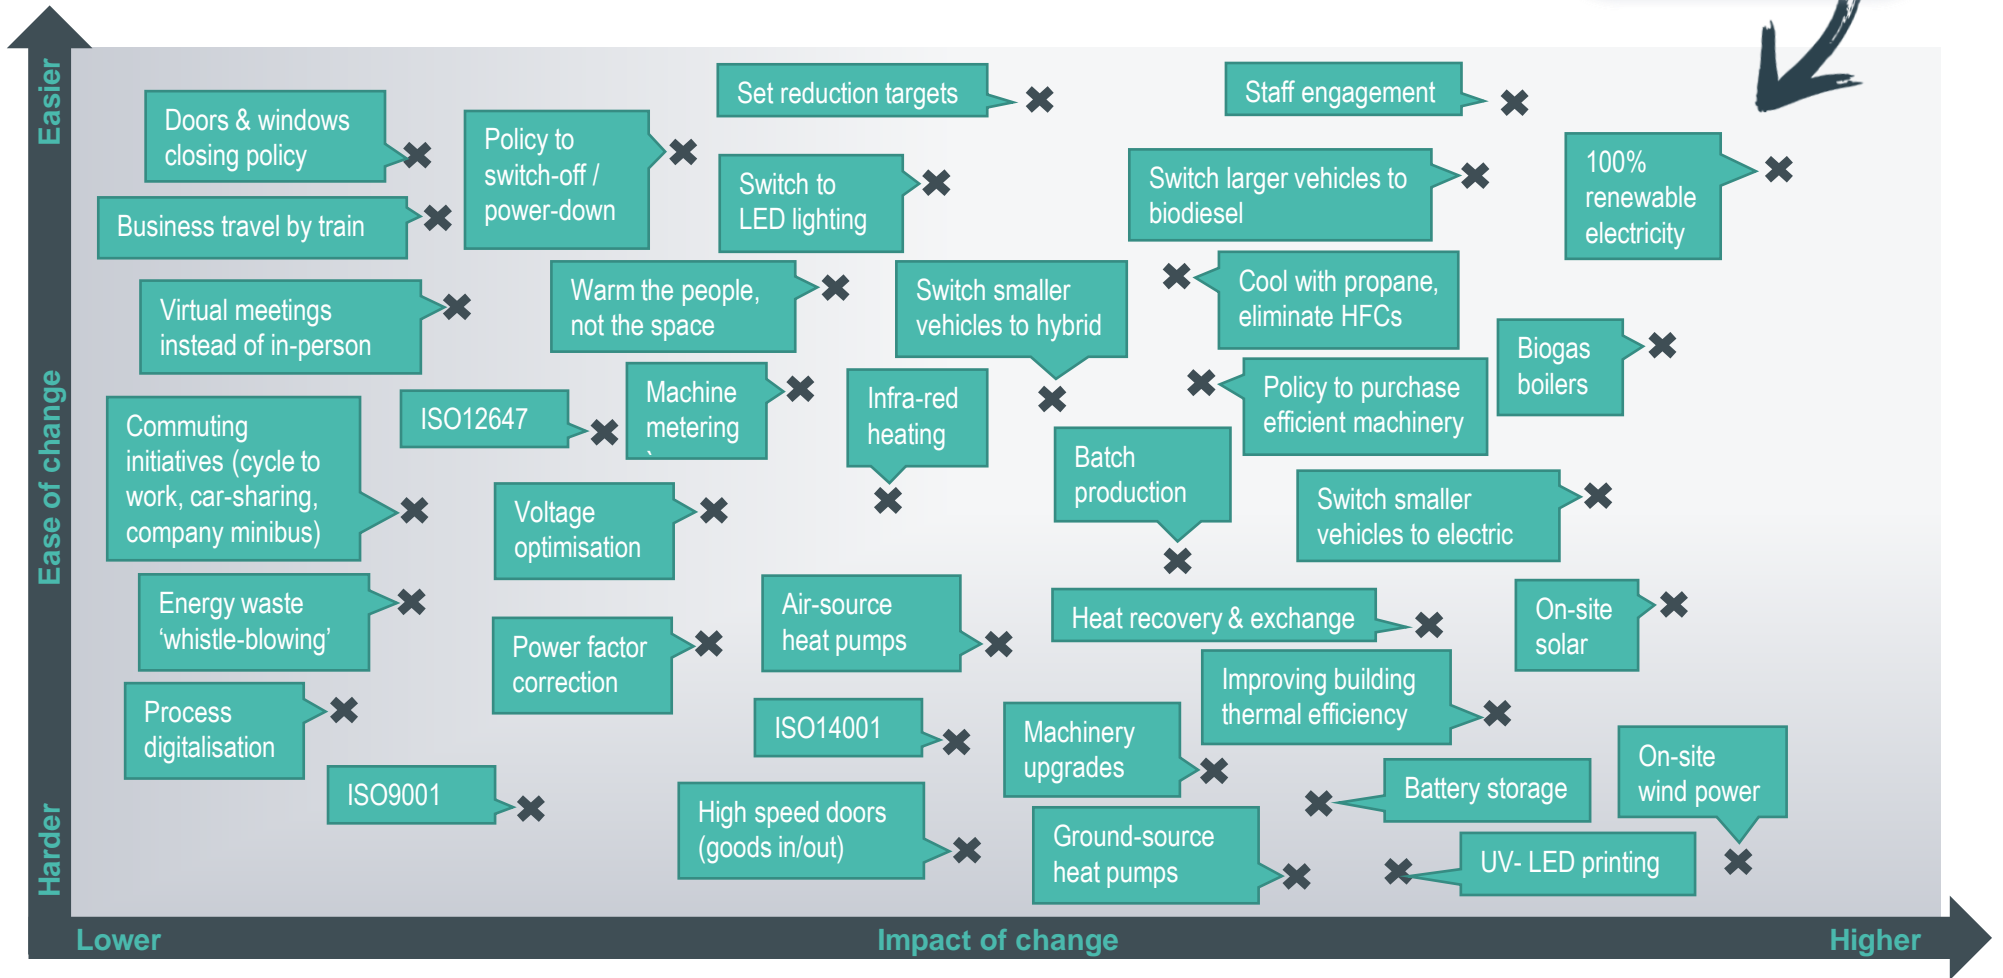 Easier
Ease of change
Harder
Set reduction targets
Staff engagement
Doors & windows
closing policy
Policy to
switch-off /
power-down
Switch to
LED lighting
Switch larger vehicles to
biodiesel
100%
renewable
electricity
Business travel by train
Warm the people,
not the space
Switch smaller
vehicles to hybrid
Cool with propane,
eliminate HFCs
Virtual meetings
instead of in-person
Biogas
boilers
Machine
metering
`
Infra-red
heating
Policy to purchase
efficient machinery
ISO12647
Commuting
initiatives (cycle to
work, car-sharing,
company minibus)
Batch
production
Voltage
optimisation
Switch smaller
vehicles to electric
Energy waste
‘whistle-blowing’
Air-source
heat pumps
Heat recovery & exchange
On-site
solar
Power factor
correction
Improving building
thermal efficiency
Process
digitalisation
ISO14001
Machinery
upgrades
On-site
wind power
ISO9001
High speed doors
(goods in/out)
Battery storage
Ground-source
heat pumps
UV- LED printing
Lower
Impact of change
Higher